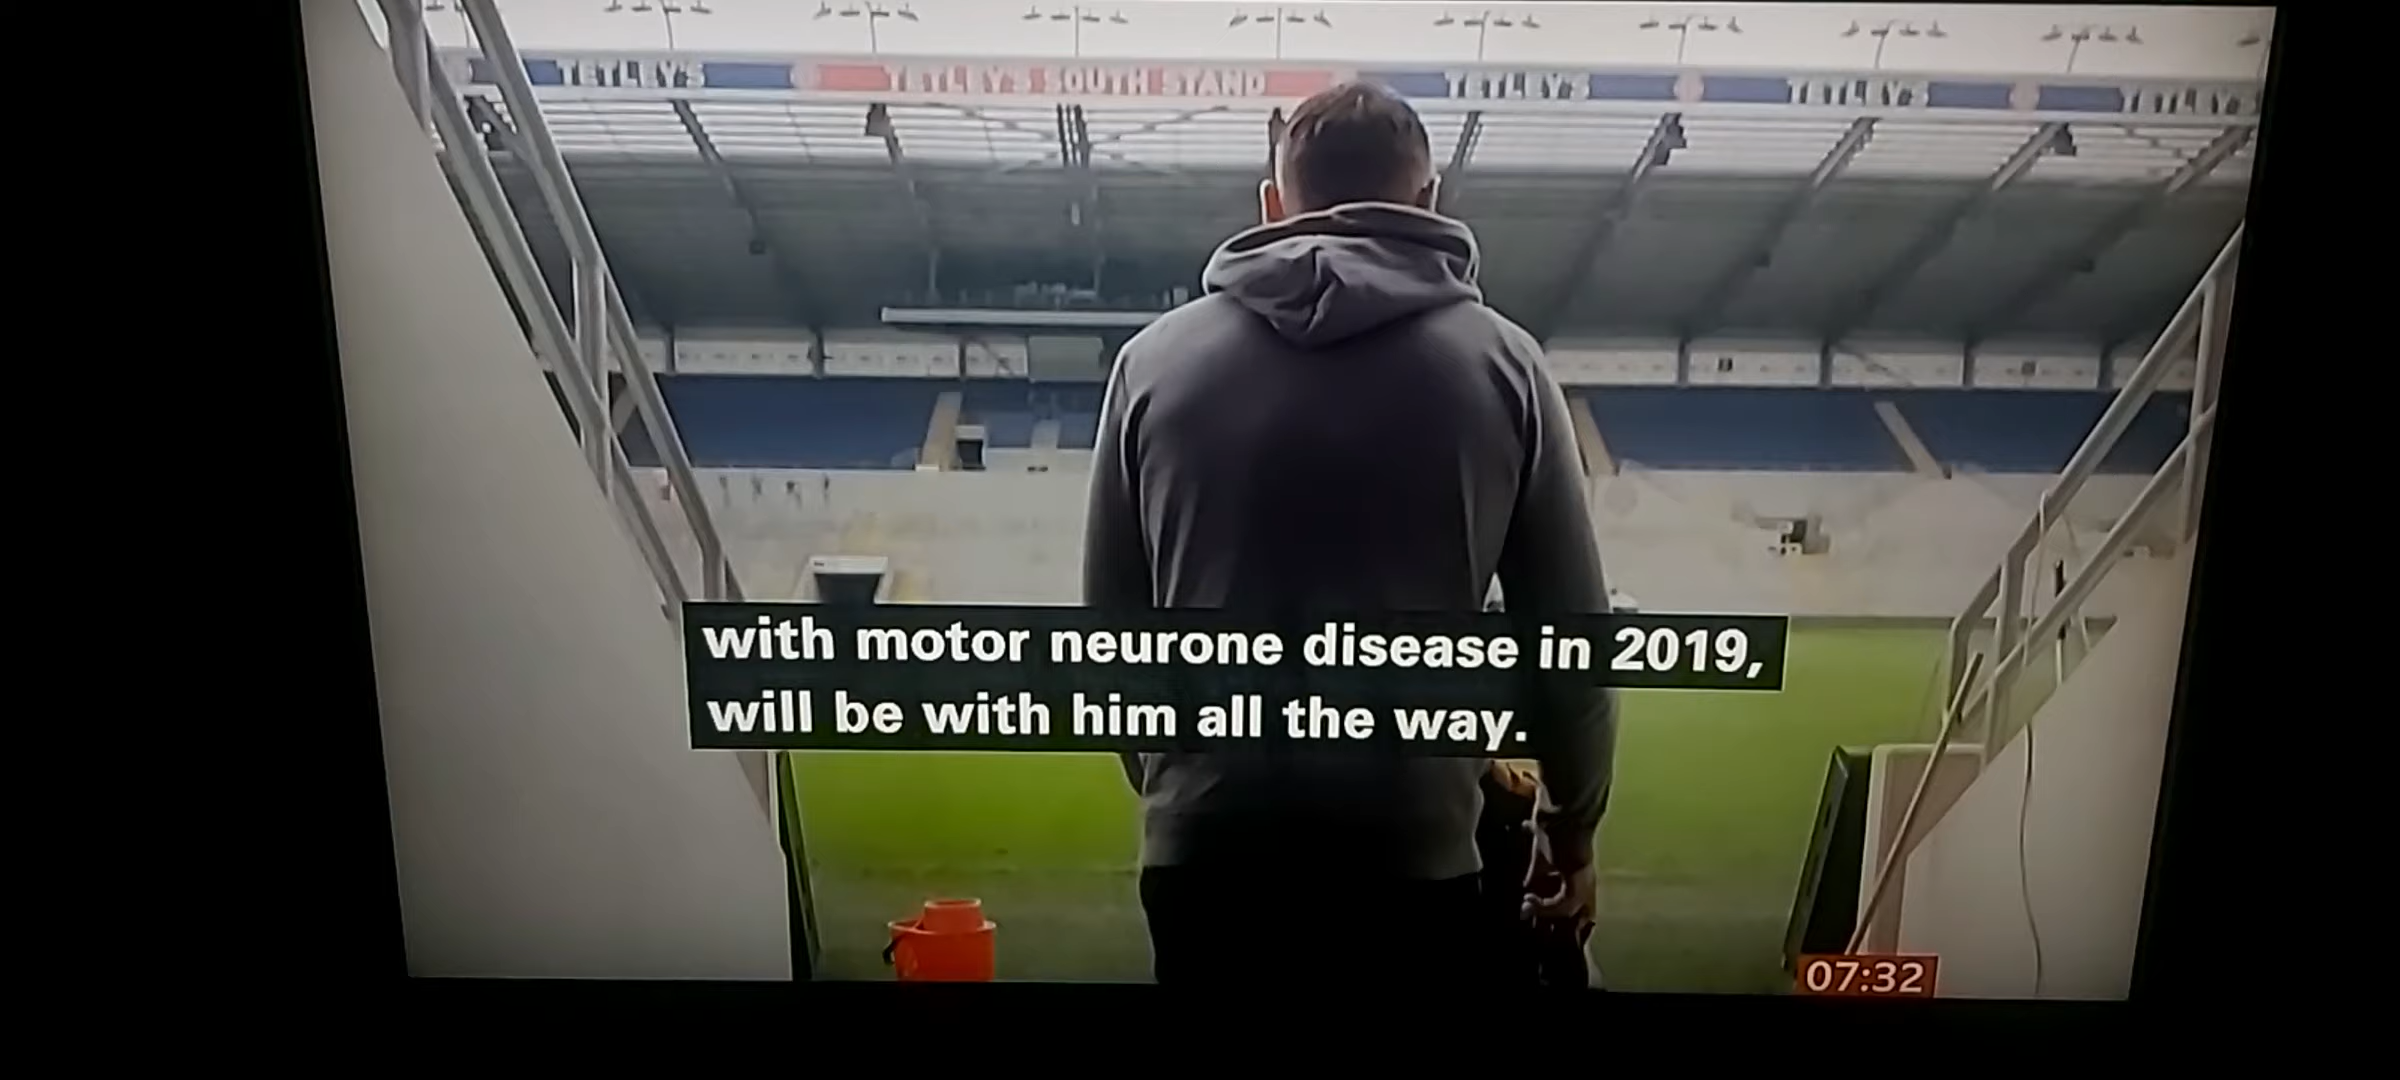 TETLEY'S TETLEY'S SOUTH STAND TETLEY'S TETLEY'S TETLEY'S
with motor neurone disease in 2019,
will be with him all the way.
07:32